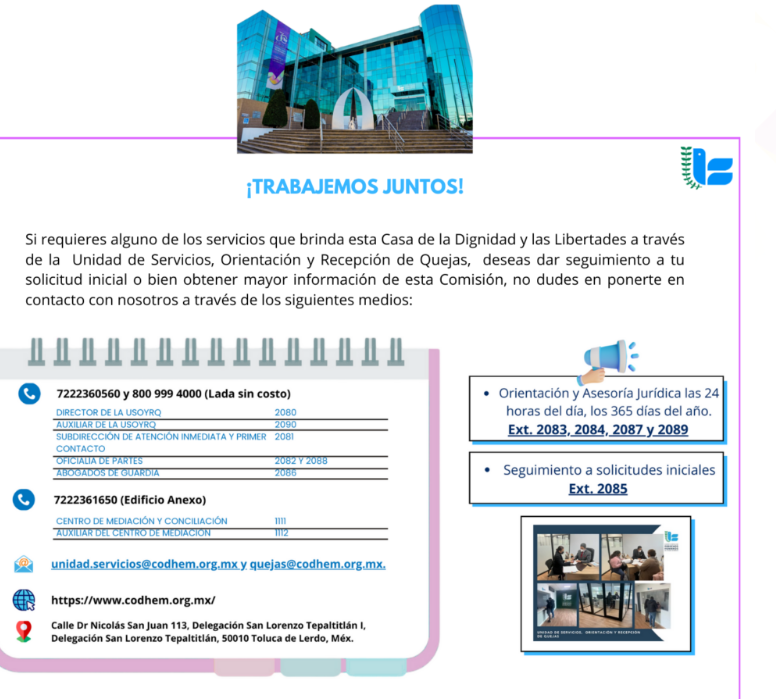 ¡TRABAJEMOS JUNTOS!
Si requieres alguno de los servicios que brinda esta Casa de la Dignidad y las Libertades a través
de la Unidad de Servicios, Orientación y Recepción de Quejas, deseas dar seguimiento a tu
solicitud inicial o bien obtener mayor información de esta Comisión, no dudes en ponerte en
contacto con nosotros a través de los siguientes medios:
7222360560 y 800 999 4000 (Lada sin costo)
DIRECTOR DE LA USOYRQ 2080
AUXILIAR DE LA USOYRQ 2090
SUBDIRECCIÓN DE ATENCIÓN INMEDIATA Y PRIMER 2081
CONTACTO
OFICIALIA DE PARTES 2082 Y 2088
ABOGADOS DE GUARDIA 2086
7222361650 (Edificio Anexo)
CENTRO DE MEDIACIÓN Y CONCILIACIÓN 1111
AUXILIAR DEL CENTRO DE MEDIACION 1112
unidad.servicios@codhem.org.mx y quejas@codhem.org.mx.
https://www.codhem.org.mx/
Calle Dr Nicolás San Juan 113, Delegación San Lorenzo Tepaltitlán I,
Delegación San Lorenzo Tepaltitlán, 50010 Toluca de Lerdo, Méx.
• Orientación y Asesoría Jurídica las 24
horas del día, los 365 días del año.
Ext. 2083, 2084, 2087 y 2089
• Seguimiento a solicitudes iniciales
Ext. 2085
UNIDAD DE SERVICIOS, ORIENTACIÓN Y RECEPCIÓN
DE QUEJAS